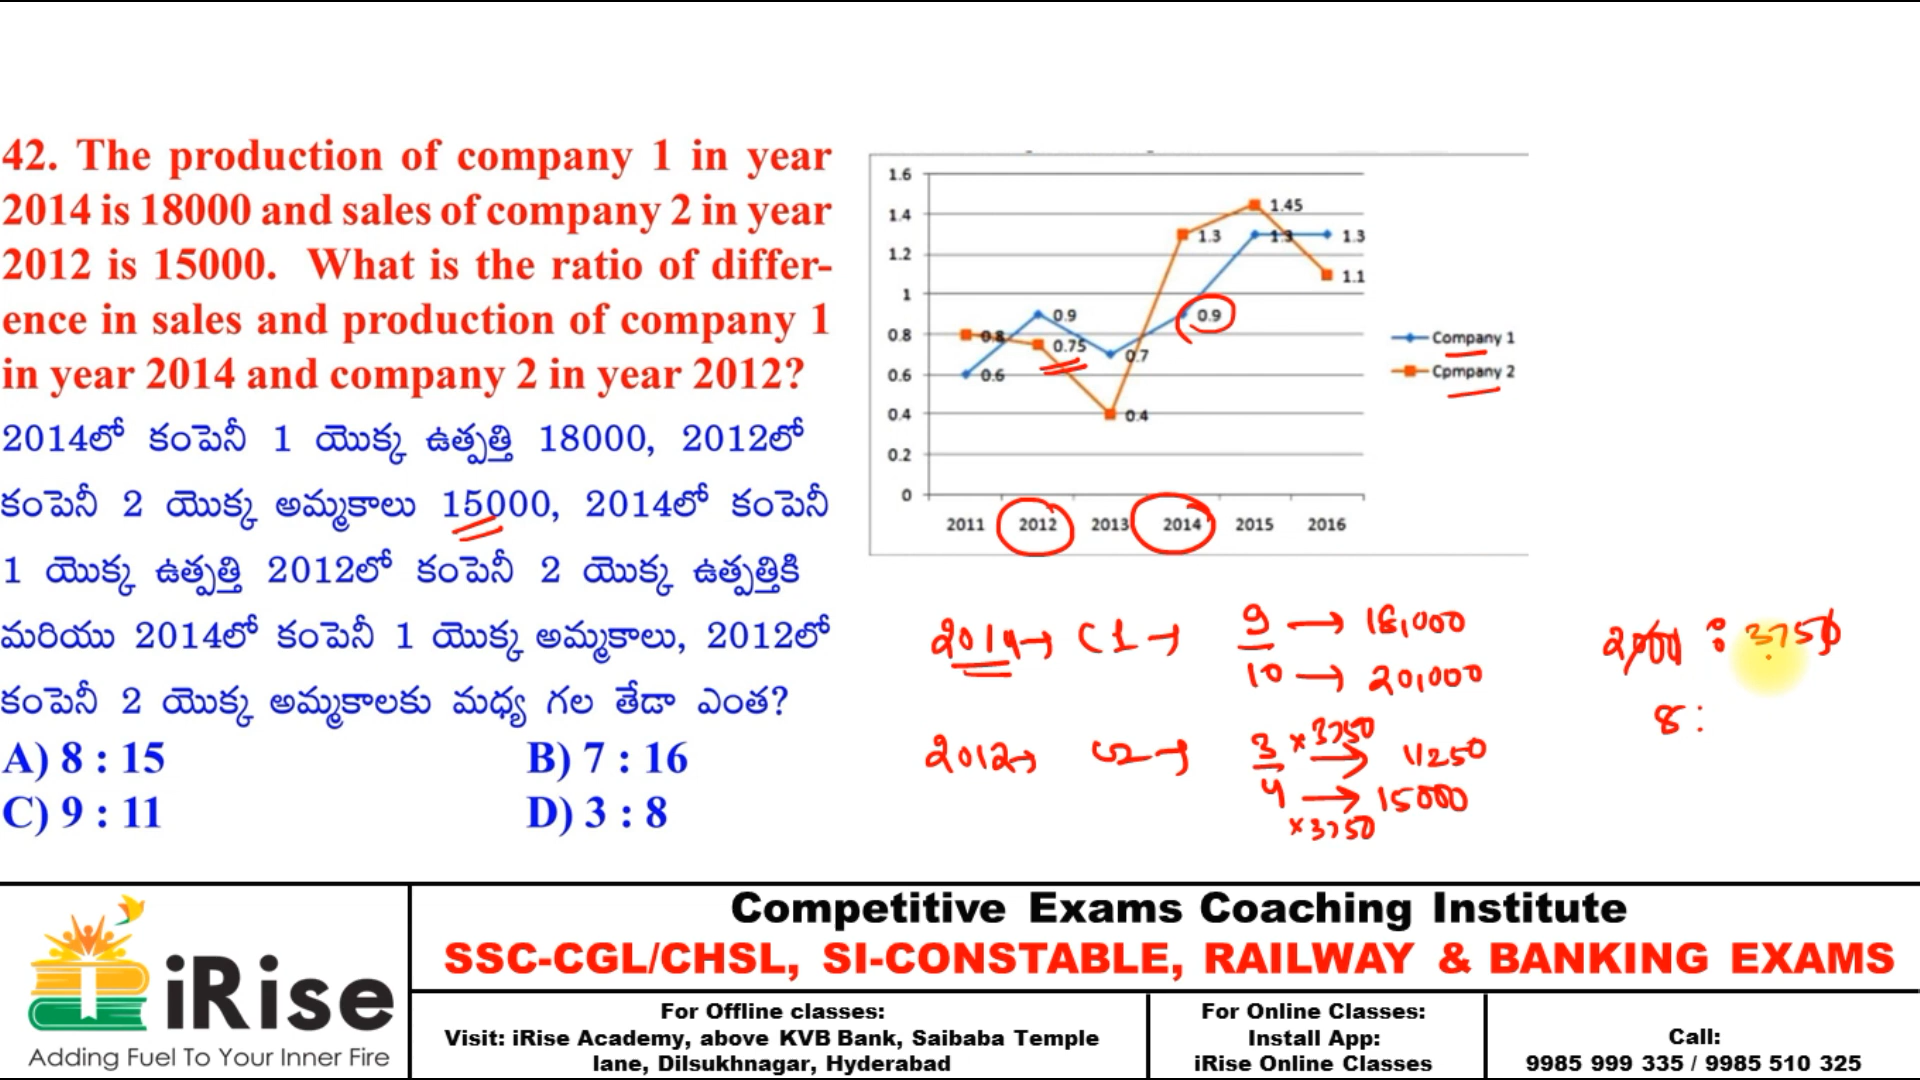 42. The production of company 1 in year
2014 is 18000 and sales of company 2 in year
2012 is 15000. What is the ratio of differ-
ence in sales and production of company 1
in year 2014 and company 2 in year 2012?
2014లో కంపెనీ 1 యొక్క ఉత్పత్తి 18000, 2012లో
కంపెనీ 2 యొక్క అమ్మకాలు 15000, 2014లో కంపెనీ
1 యొక్క ఉత్పత్తి 2012లో కంపెనీ 2 యొక్క ఉత్పత్తికి
మరియు 2014లో కంపెనీ 1 యొక్క అమ్మకాలు, 2012లో
కంపెనీ 2 యొక్క అమ్మకాలకు మధ్య గల తేడా ఎంత?
A) 8 : 15
B) 7 : 16
C) 9 : 11
D) 3 : 8
1.6
1.4
1.2
1
0.8
0.6
0.4
0.2
0
0.8
0.6
0.9
0.75
0.7
0.4
1.3
0.9
1.45
1.3
1.3
1.1
2011 2012 2013 2014 2015 2016
Company 1
Cpmpany 2
2014→ C1→ 9 → 18,000
10 → 20,000
2012→ C2→ 3 ×3750 → 11250
4 → 15000
×3750
2000 : 3750
8 :
iRise
Adding Fuel To Your Inner Fire
Competitive Exams Coaching Institute
SSC-CGL/CHSL, SI-CONSTABLE, RAILWAY & BANKING EXAMS
For Offline classes:
Visit: iRise Academy, above KVB Bank, Saibaba Temple
lane, Dilsukhnagar, Hyderabad
For Online Classes:
Install App:
iRise Online Classes
Call:
9985 999 335 / 9985 510 325